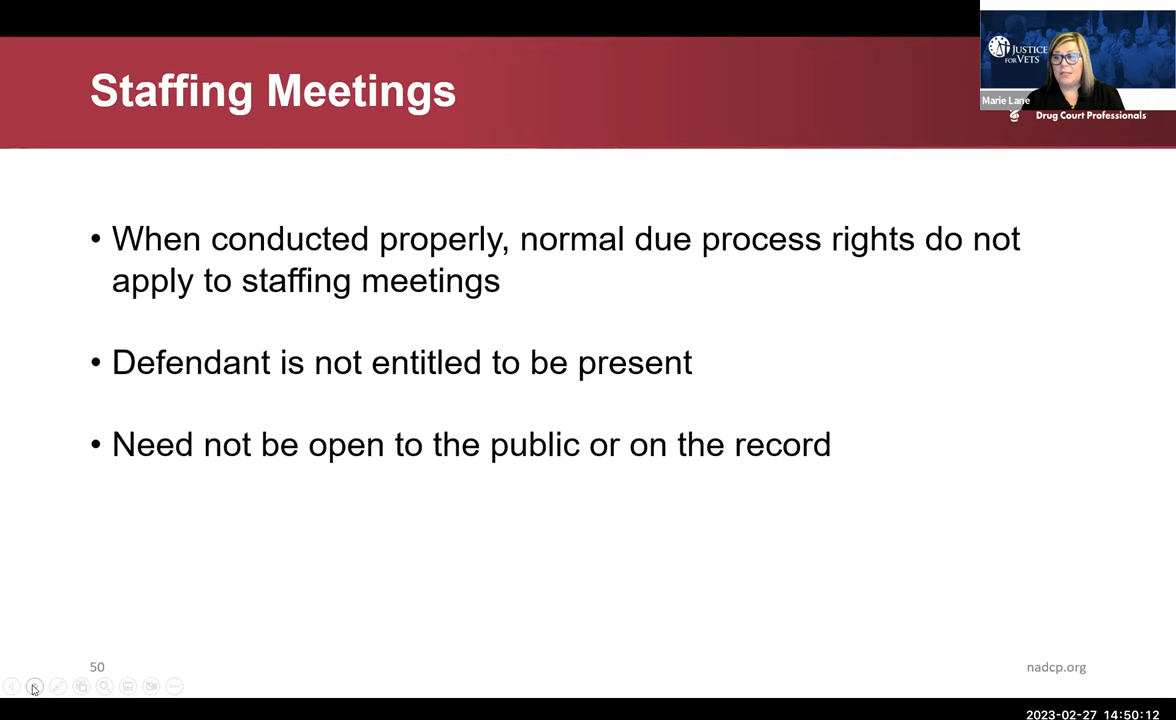 JUSTICE
FOR VETS
Marie Lane
Drug Court Professionals
Staffing Meetings
• When conducted properly, normal due process rights do not
apply to staffing meetings
• Defendant is not entitled to be present
• Need not be open to the public or on the record
50
nadcp.org
2023-02-27 14:50:12